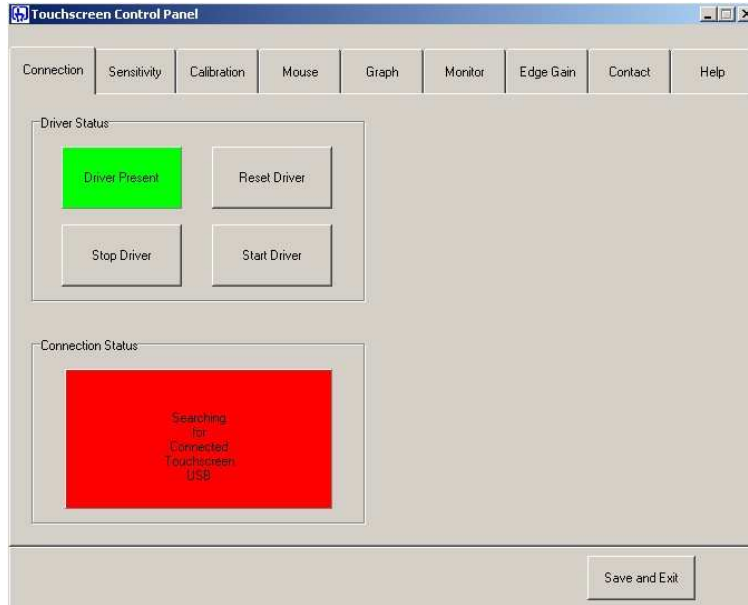 Touchscreen Control Panel
Connection Sensitivity Calibration Mouse Graph Monitor Edge Gain Contact Help
Driver Status
Driver Present Reset Driver
Stop Driver Start Driver
Connection Status
Searching
for
Connected
Touchscreen
USB
Save and Exit